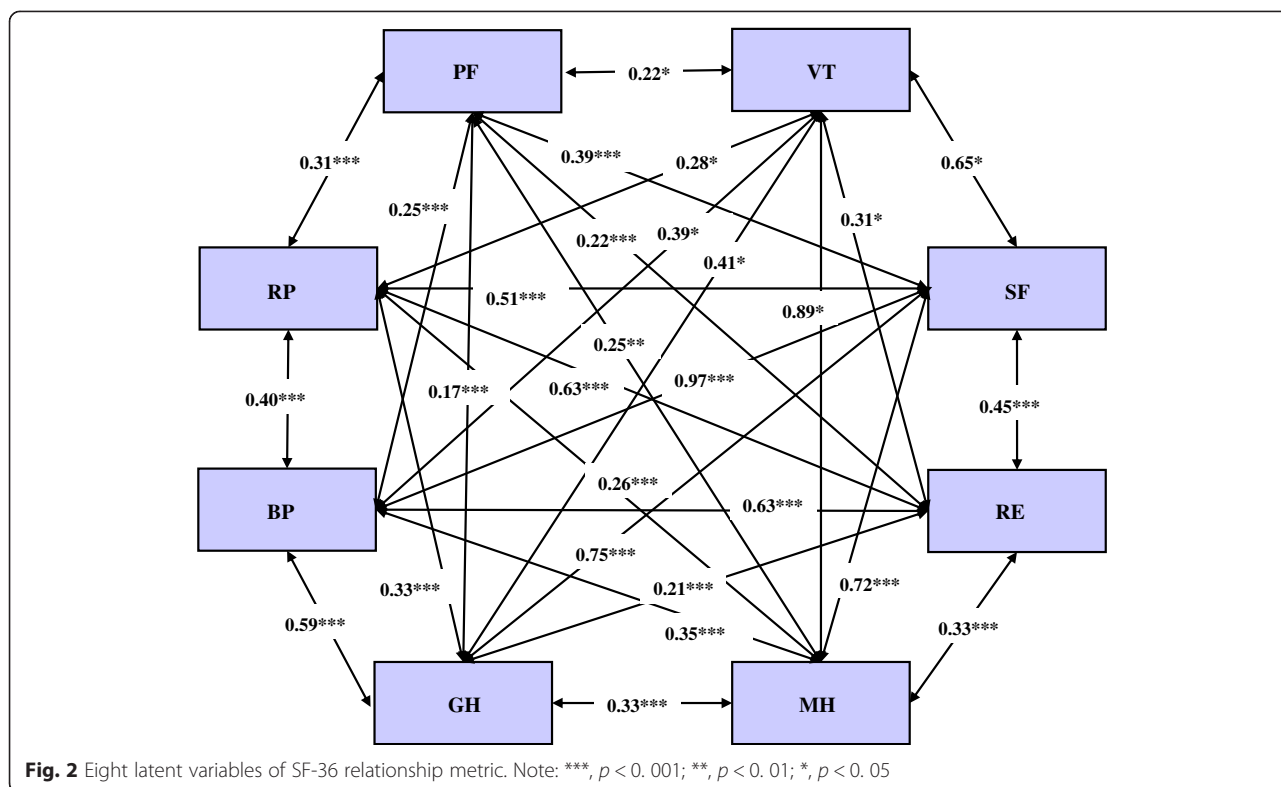 PF 0.22* VT
0.31*** 0.39*** 0.28* 0.65*
0.25*** 0.22*** 0.39* 0.41* 0.31*
RP 0.51*** 0.89* SF
0.25**
0.40*** 0.17*** 0.63*** 0.97*** 0.45***
BP 0.26*** 0.63*** RE
0.75***
0.59*** 0.33*** 0.21*** 0.35*** 0.72*** 0.33***
GH 0.33*** MH
Fig. 2 Eight latent variables of SF-36 relationship metric. Note: ***, p < 0. 001; **, p < 0. 01; *, p < 0. 05